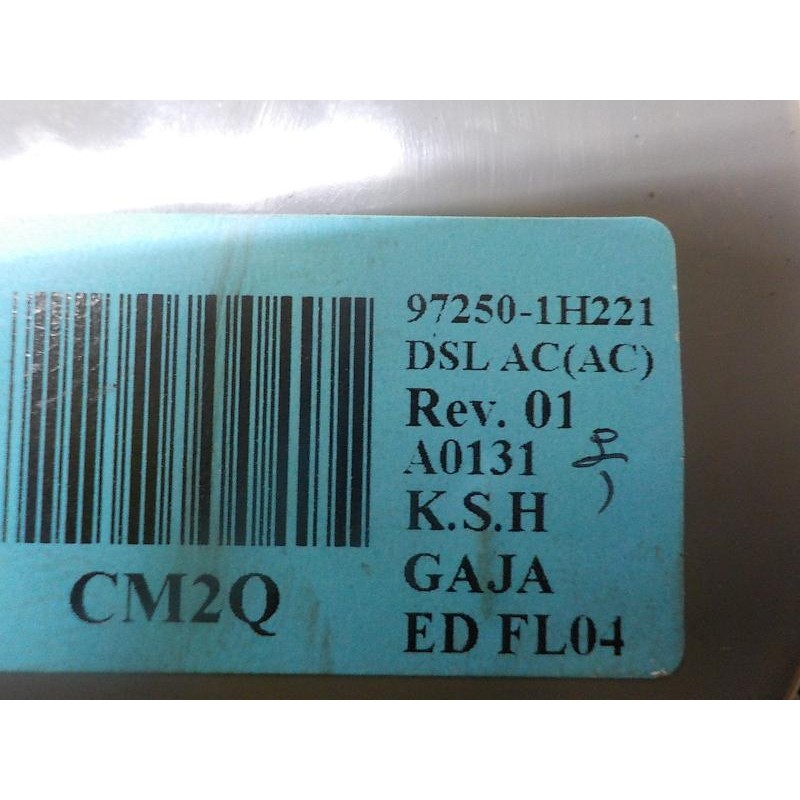 97250-1H221
DSL AC(AC)
Rev. 01
A0131
K.S.H
GAJA
ED FL04
CM2Q